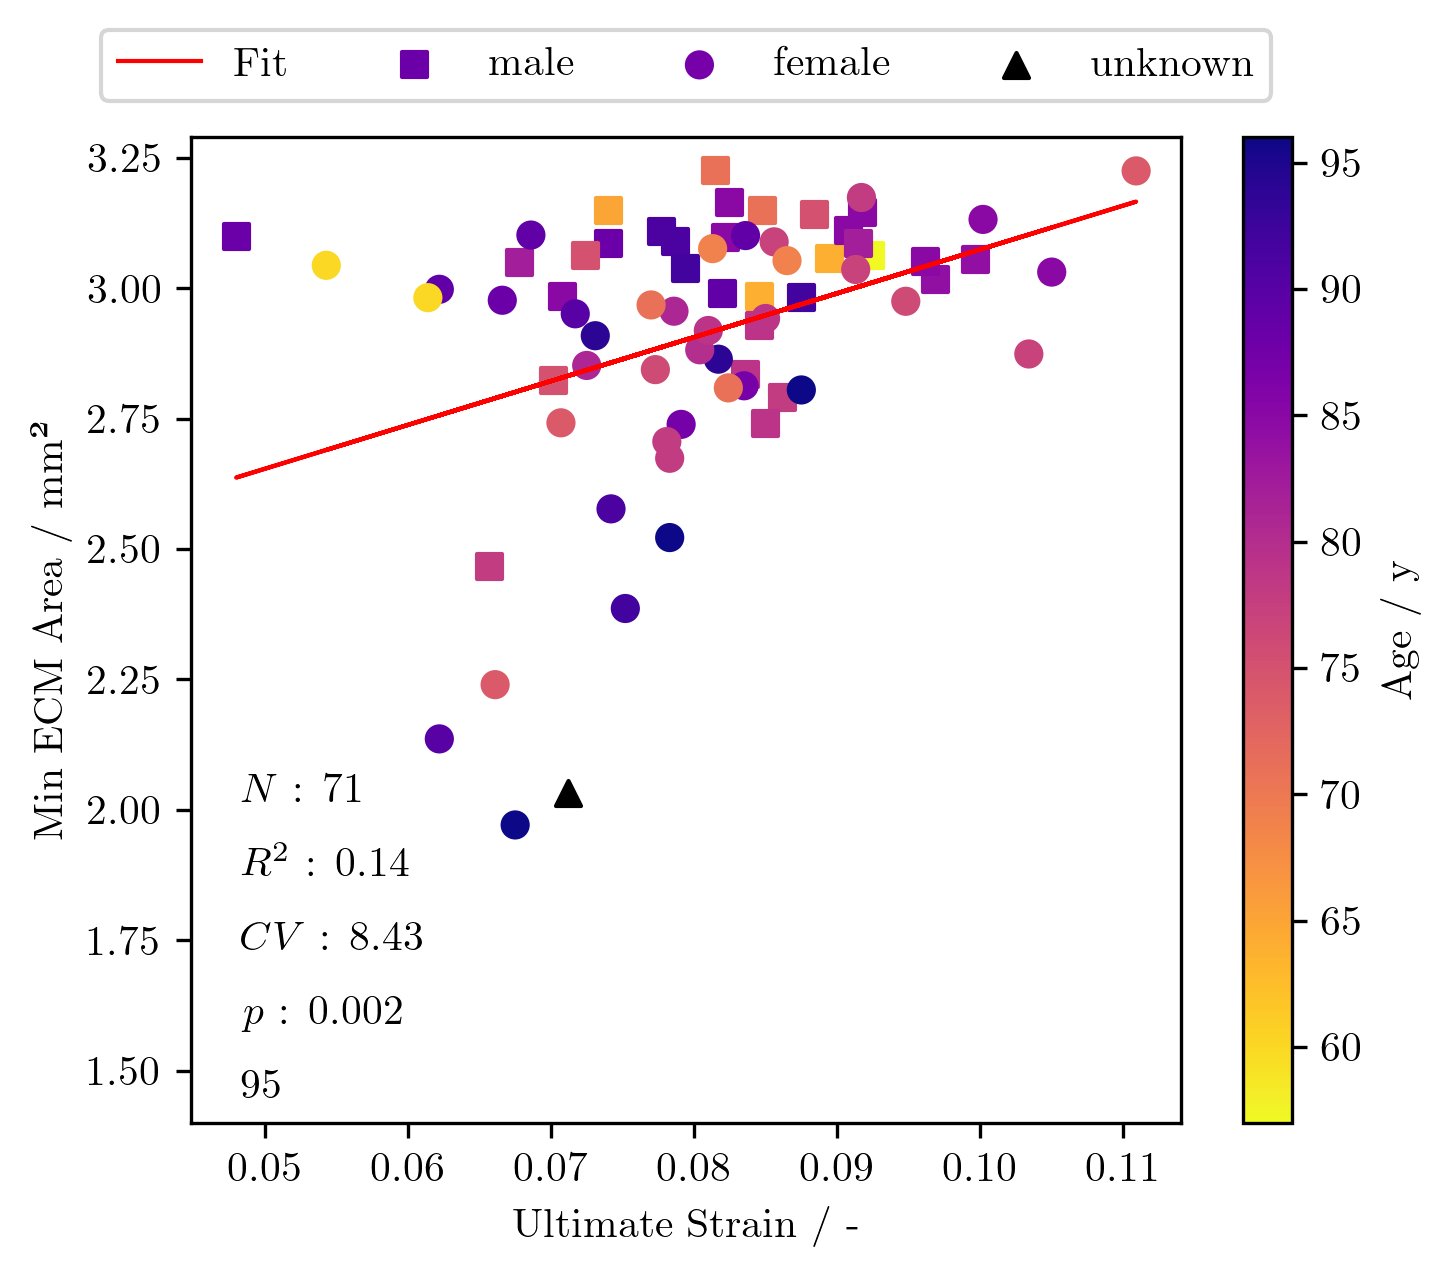 Fit male female unknown
3.25
3.00
2.75
2.50
2.25
2.00
1.75
1.50
Min ECM Area / mm²
N : 71
R² : 0.14
CV : 8.43
p : 0.002
95
0.05 0.06 0.07 0.08 0.09 0.10 0.11
Ultimate Strain / -
95
90
85
80
75
70
65
60
Age / y